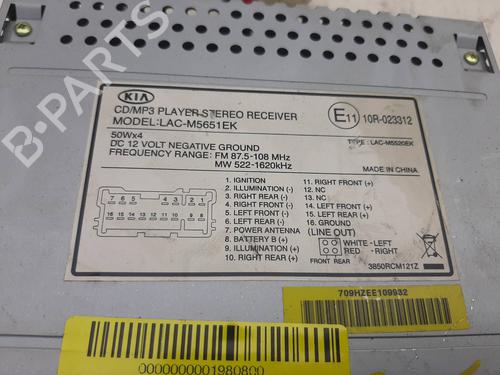 KIA
CD/MP3 PLAYER STEREO RECEIVER
MODEL:LAC-M5651EK
50Wx4
DC 12 VOLT NEGATIVE GROUND
FREQUENCY RANGE: FM 87.5-108 MHz
MW 522-1620kHz
E11 10R-023312
TYPE : LAC-M5520EK
MADE IN CHINA
7 6 5 4 3 2 1
16 15 14 13 12 11 10 9 8
1. IGNITION
2. ILLUMINATION (-)
3. RIGHT REAR (-)
4. RIGHT FRONT (-)
5. LEFT FRONT (-)
6. LEFT REAR (-)
7. POWER ANTENNA
8. BATTERY B (+)
9. ILLUMINATION (+)
10. RIGHT REAR (+)
11. RIGHT FRONT (+)
12. NC
13. NC
14. LEFT FRONT (+)
15. LEFT REAR (+)
16. GROUND
(LINE OUT)
WHITE - LEFT
RED - RIGHT
FRONT REAR
3850RCM121Z
709HZEE109932
0000000001980800
B-PARTS